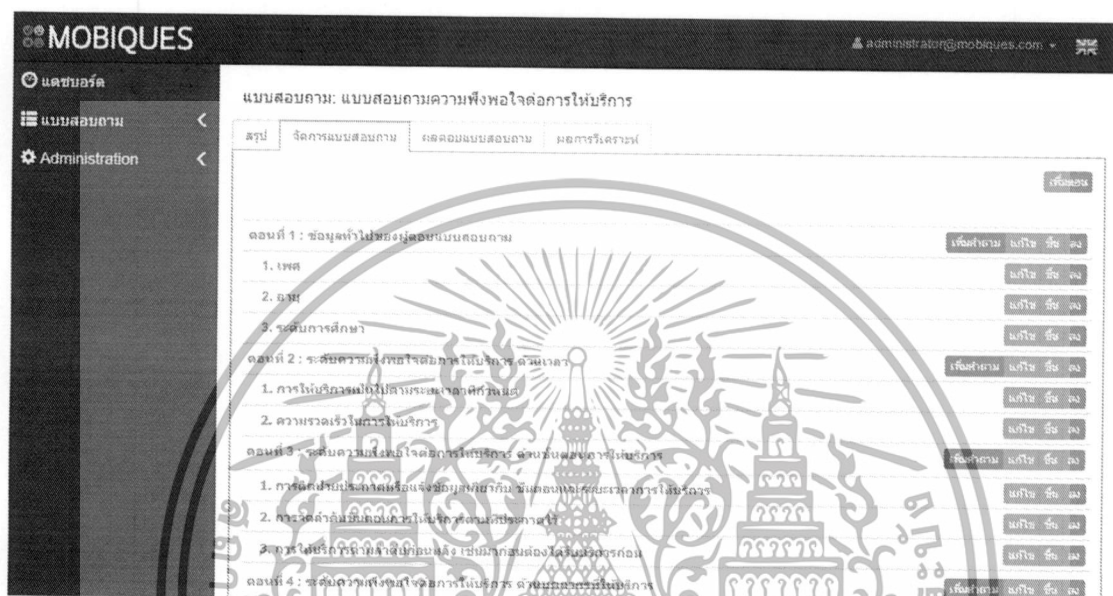 MOBIQUES
administrator@mobiques.com
แดชบอร์ด
แบบสอบถาม
Administration
แบบสอบถาม: แบบสอบถามความพึงพอใจต่อการให้บริการ
สรุป จัดการแบบสอบถาม ผลตอบแบบสอบถาม ผลการวิเคราะห์
เพิ่มตอน
ตอนที่ 1 : ข้อมูลทั่วไปของผู้ตอบแบบสอบถาม เพิ่มคำถาม แก้ไข ขึ้น ลง
1. เพศ แก้ไข ขึ้น ลง
2. อายุ แก้ไข ขึ้น ลง
3. ระดับการศึกษา แก้ไข ขึ้น ลง
ตอนที่ 2 : ระดับความพึงพอใจต่อการให้บริการ ด้านเวลา เพิ่มคำถาม แก้ไข ขึ้น ลง
1. การให้บริการเป็นไปตามระยะเวลาที่กำหนด แก้ไข ขึ้น ลง
2. ความรวดเร็วในการให้บริการ แก้ไข ขึ้น ลง
ตอนที่ 3 : ระดับความพึงพอใจต่อการให้บริการ ด้านขั้นตอนการให้บริการ เพิ่มคำถาม แก้ไข ขึ้น ลง
1. การติดป้ายประกาศหรือแจ้งข้อมูลเกี่ยวกับ ขั้นตอนและระยะเวลาการให้บริการ แก้ไข ขึ้น ลง
2. การจัดลำดับขั้นตอนการให้บริการตามที่ประกาศไว้ แก้ไข ขึ้น ลง
3. การให้บริการตามลำดับก่อนหลัง เช่นมาก่อนต้องได้รับบริการก่อน แก้ไข ขึ้น ลง
ตอนที่ 4 : ระดับความพึงพอใจต่อการให้บริการ ด้านบุคลากรที่ให้บริการ เพิ่มคำถาม แก้ไข ขึ้น ลง